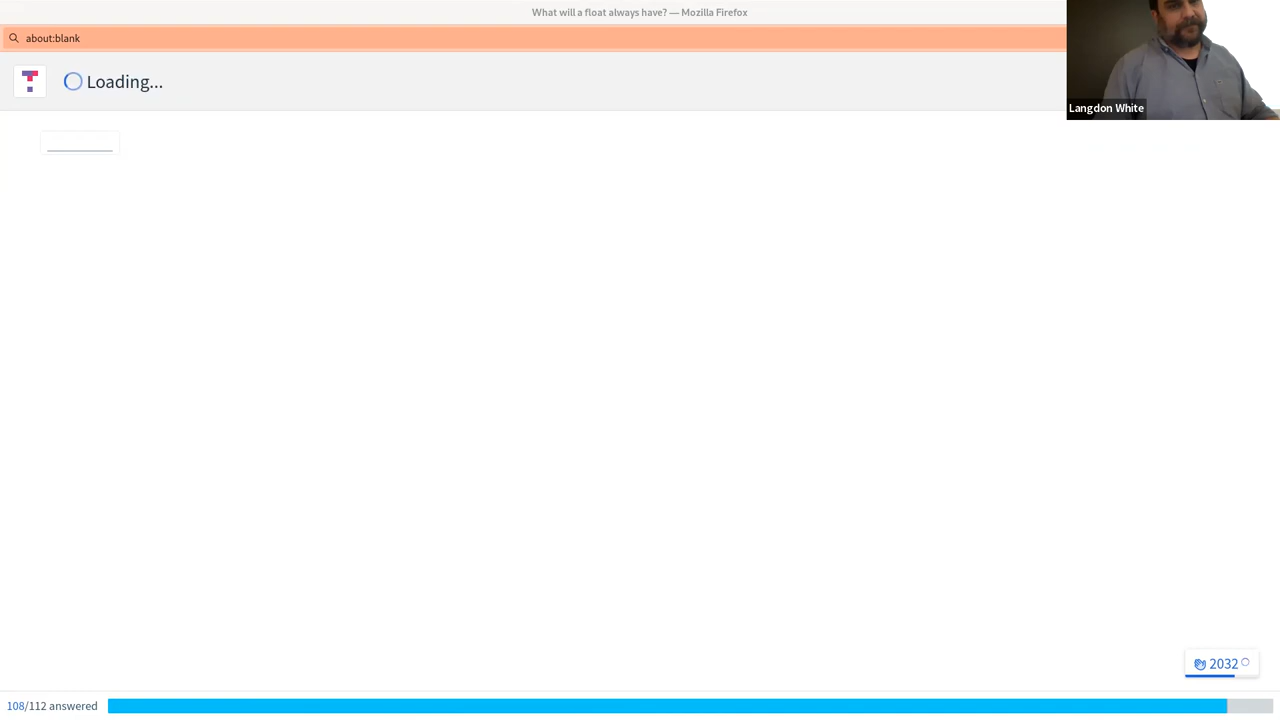 What will a float always have? — Mozilla Firefox
about:blank
Loading...
Langdon White
2032
108/112 answered